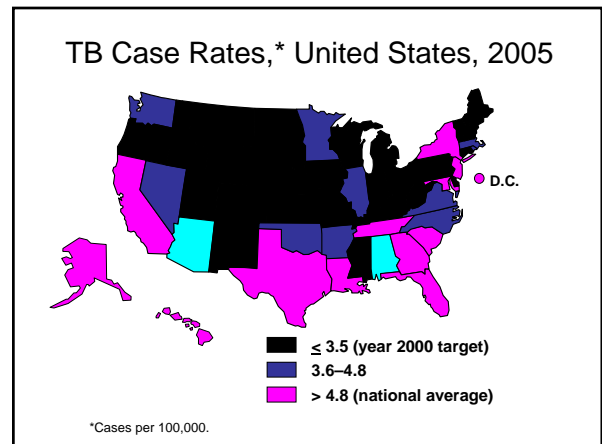 TB Case Rates,* United States, 2005
D.C.
≤ 3.5 (year 2000 target)
3.6–4.8
> 4.8 (national average)
*Cases per 100,000.